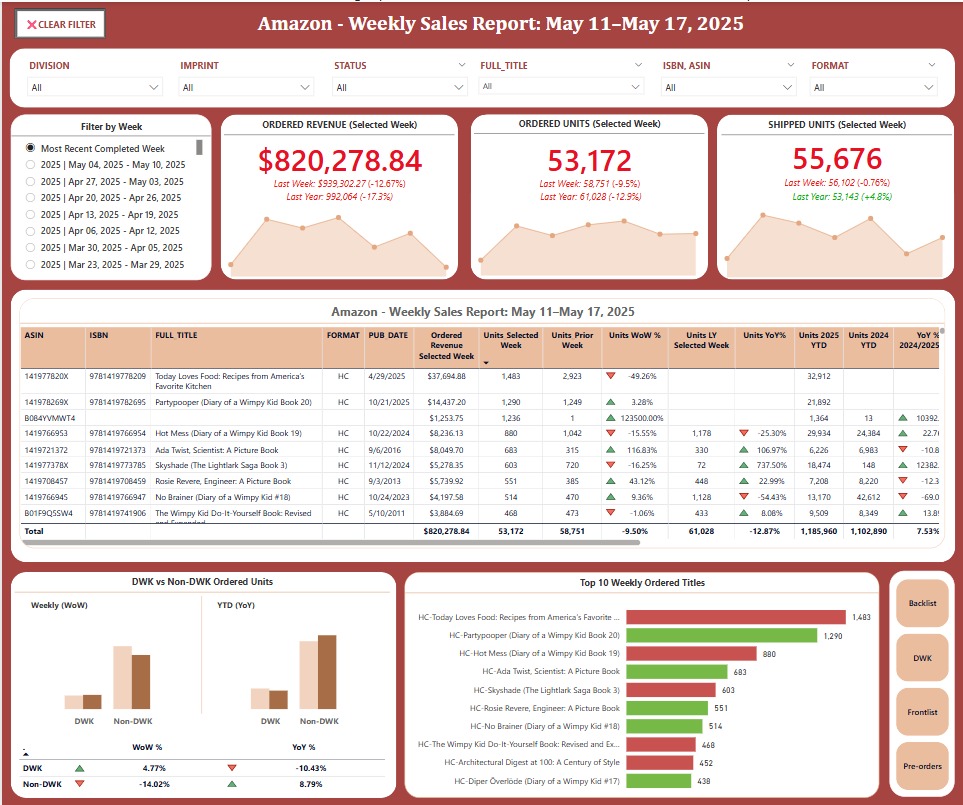 CLEAR FILTER
Amazon - Weekly Sales Report: May 11–May 17, 2025
DIVISION
All
IMPRINT
All
STATUS
All
FULL_TITLE
All
ISBN, ASIN
All
FORMAT
All
Filter by Week
Most Recent Completed Week
2025 | May 04, 2025 - May 10, 2025
2025 | Apr 27, 2025 - May 03, 2025
2025 | Apr 20, 2025 - Apr 26, 2025
2025 | Apr 13, 2025 - Apr 19, 2025
2025 | Apr 06, 2025 - Apr 12, 2025
2025 | Mar 30, 2025 - Apr 05, 2025
2025 | Mar 23, 2025 - Mar 29, 2025
ORDERED REVENUE (Selected Week)
$820,278.84
Last Week: $939,302.27 (-12.67%)
Last Year: 992,064 (-17.3%)
ORDERED UNITS (Selected Week)
53,172
Last Week: 58,751 (-9.5%)
Last Year: 61,028 (-12.9%)
SHIPPED UNITS (Selected Week)
55,676
Last Week: 56,102 (-0.76%)
Last Year: 53,143 (+4.8%)
Amazon - Weekly Sales Report: May 11–May 17, 2025
ASIN ISBN FULL_TITLE FORMAT PUB_DATE Ordered Revenue Selected Week Units Selected Week Units Prior Week Units WoW % Units LY Selected Week Units YoY% Units 2025 YTD Units 2024 YTD YoY % 2024/2025
141977820X 9781419778209 Today Loves Food: Recipes from America's Favorite Kitchen HC 4/29/2025 $37,694.88 1,483 2,923 -49.26% 32,912
141978269X 9781419782695 Partypooper (Diary of a Wimpy Kid Book 20) HC 10/21/2025 $14,437.20 1,290 1,249 3.28% 21,892
B084YVMWT4 $1,253.75 1,236 1 123500.00% 1,364 13 10392.
1419766953 9781419766954 Hot Mess (Diary of a Wimpy Kid Book 19) HC 10/22/2024 $8,236.13 880 1,042 -15.55% 1,178 -25.30% 29,934 24,384 22.7
1419721372 9781419721373 Ada Twist, Scientist: A Picture Book HC 9/6/2016 $8,049.70 683 315 116.83% 330 106.97% 6,226 6,983 -10.8
141977378X 9781419773785 Skyshade (The Lightlark Saga Book 3) HC 11/12/2024 $5,278.35 603 720 -16.25% 72 737.50% 18,474 148 12382.
1419708457 9781419708459 Rosie Revere, Engineer: A Picture Book HC 9/3/2013 $5,739.92 551 385 43.12% 448 22.99% 7,208 8,220 -12.3
1419766945 9781419766947 No Brainer (Diary of a Wimpy Kid #18) HC 10/24/2023 $4,197.58 514 470 9.36% 1,128 -54.43% 13,170 42,612 -69.0
B01F9QSSW4 9781419741906 The Wimpy Kid Do-It-Yourself Book: Revised and Expanded HC 5/10/2011 $3,884.69 468 473 -1.06% 433 8.08% 9,509 8,349 13.8
Total $820,278.84 53,172 58,751 -9.50% 61,028 -12.87% 1,185,960 1,102,890 7.53%
DWK vs Non-DWK Ordered Units
Weekly (WoW)
YTD (YoY)
DWK Non-DWK
DWK Non-DWK
WoW % YoY %
DWK 4.77% -10.43%
Non-DWK -14.02% 8.79%
Top 10 Weekly Ordered Titles
HC-Today Loves Food: Recipes from America's Favorite ... 1,483
HC-Partypooper (Diary of a Wimpy Kid Book 20) 1,290
HC-Hot Mess (Diary of a Wimpy Kid Book 19) 880
HC-Ada Twist, Scientist: A Picture Book 683
HC-Skyshade (The Lightlark Saga Book 3) 603
HC-Rosie Revere, Engineer: A Picture Book 551
HC-No Brainer (Diary of a Wimpy Kid #18) 514
HC-The Wimpy Kid Do-It-Yourself Book: Revised and Ex... 468
HC-Architectural Digest at 100: A Century of Style 452
HC-Diper Överlöde (Diary of a Wimpy Kid #17) 438
Backlist
DWK
Frontlist
Pre-orders